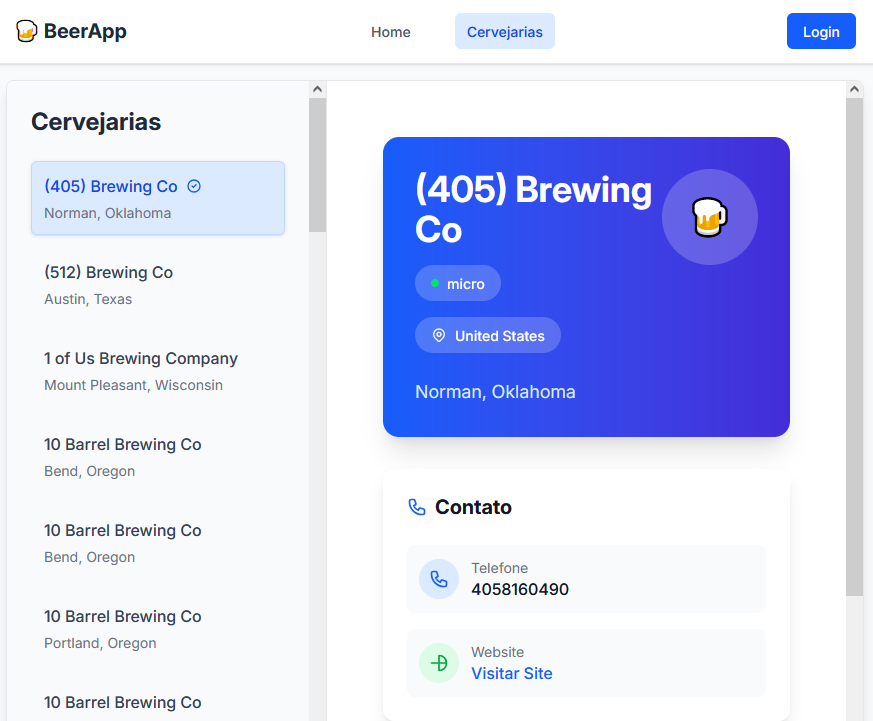 BeerApp
Home
Cervejarias
Login
Cervejarias
(405) Brewing Co
Norman, Oklahoma
(512) Brewing Co
Austin, Texas
1 of Us Brewing Company
Mount Pleasant, Wisconsin
10 Barrel Brewing Co
Bend, Oregon
10 Barrel Brewing Co
Bend, Oregon
10 Barrel Brewing Co
Portland, Oregon
10 Barrel Brewing Co
(405) Brewing
Co
micro
United States
Norman, Oklahoma
Contato
Telefone
4058160490
Website
Visitar Site